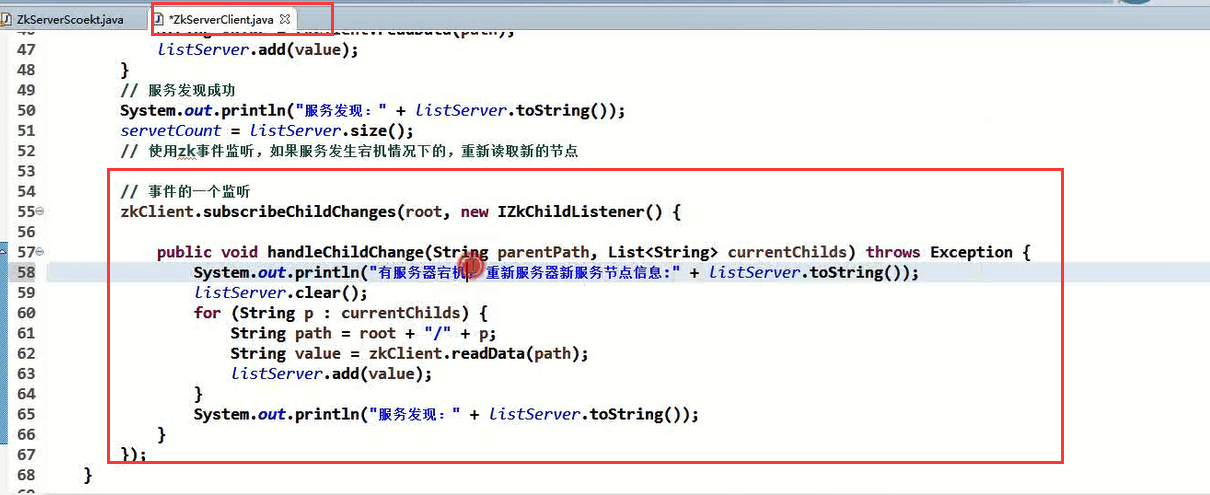 ZkServerScoekt.java *ZkServerClient.java
47 listServer.add(value);
48 }
49 // 服务发现成功
50 System.out.println("服务发现：" + listServer.toString());
51 servetCount = listServer.size();
52 // 使用zk事件监听，如果服务发生宕机情况下的，重新读取新的节点
53
54 // 事件的一个监听
55 zkClient.subscribeChildChanges(root, new IZkChildListener() {
56
57 public void handleChildChange(String parentPath, List<String> currentChilds) throws Exception {
58 System.out.println("有服务器宕机，重新服务器新服务节点信息:" + listServer.toString());
59 listServer.clear();
60 for (String p : currentChilds) {
61 String path = root + "/" + p;
62 String value = zkClient.readData(path);
63 listServer.add(value);
64 }
65 System.out.println("服务发现：" + listServer.toString());
66 }
67 });
68 }